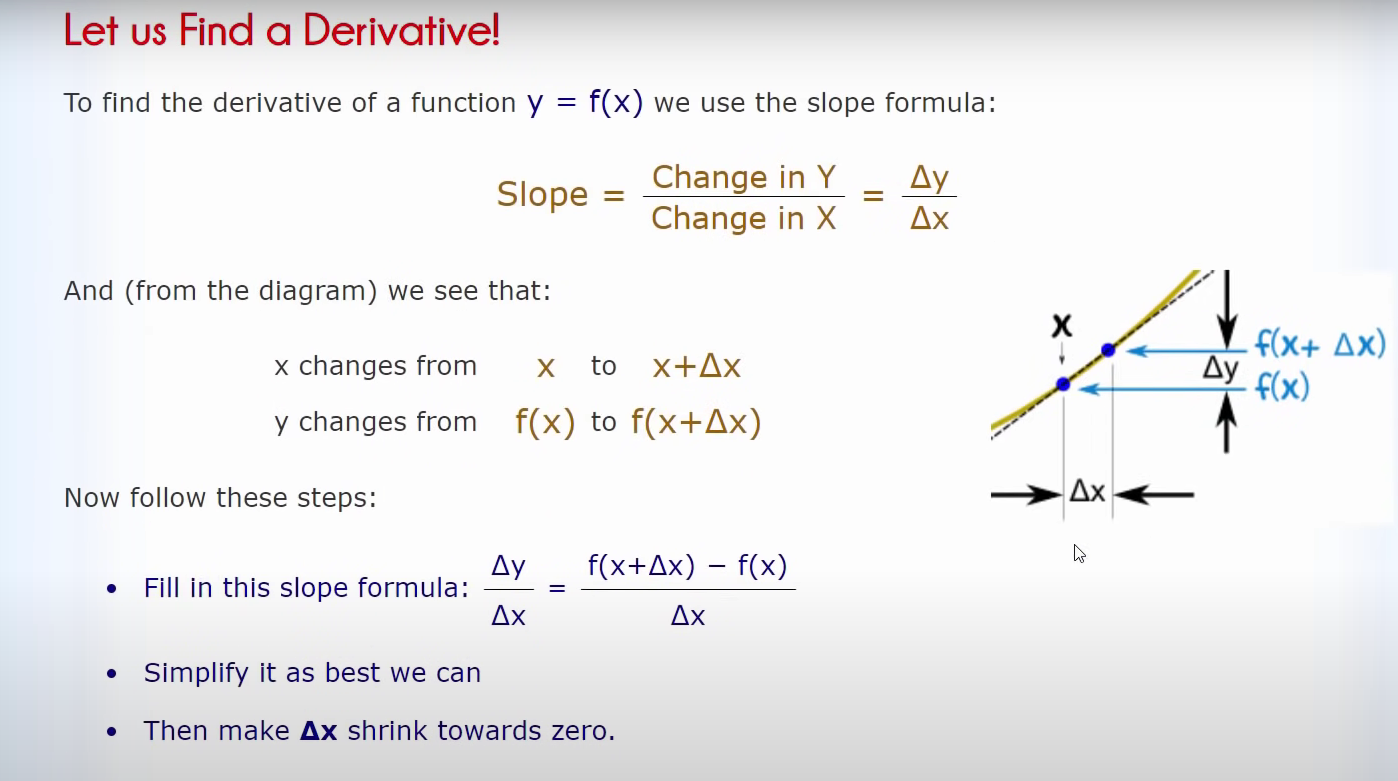 Let us Find a Derivative!
To find the derivative of a function y = f(x) we use the slope formula:
Slope = Change in Y / Change in X = Δy / Δx
And (from the diagram) we see that:
x changes from x to x+Δx
y changes from f(x) to f(x+Δx)
Now follow these steps:
• Fill in this slope formula: Δy / Δx = f(x+Δx) − f(x) / Δx
• Simplify it as best we can
• Then make Δx shrink towards zero.
x
f(x+ Δx)
Δy
f(x)
Δx